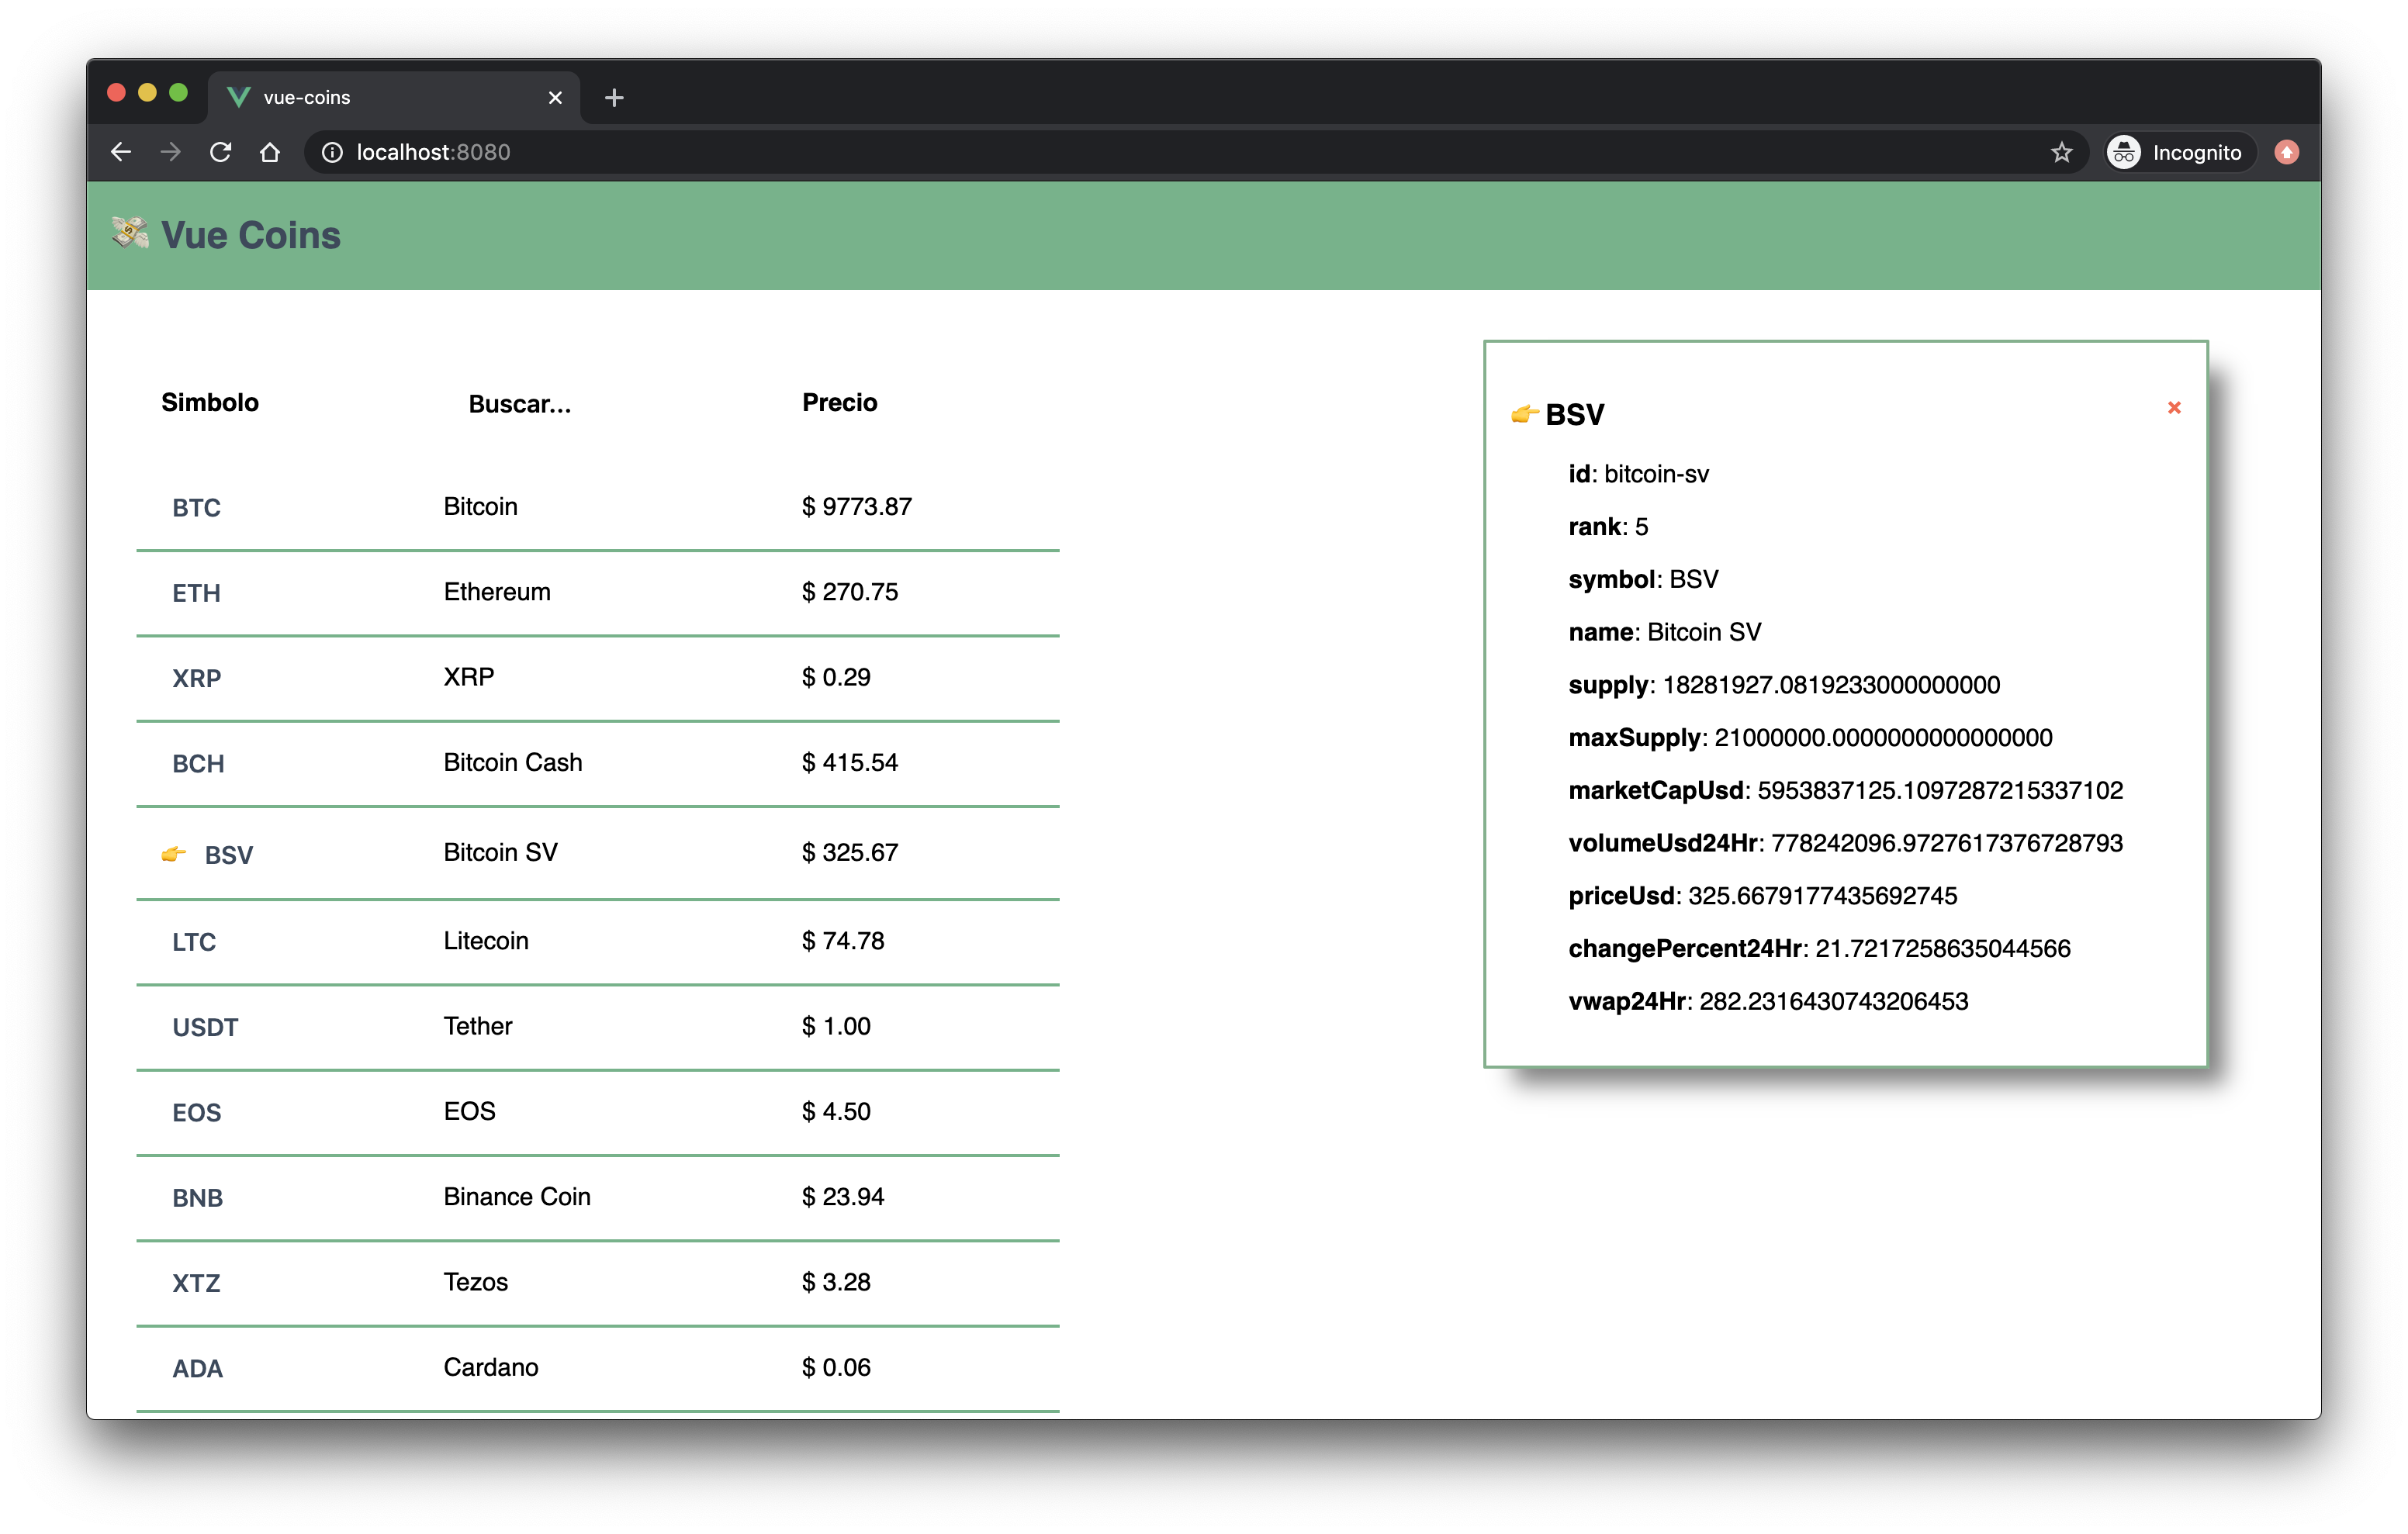 vue-coins
localhost:8080
Incognito
Vue Coins
Simbolo Buscar... Precio
BTC Bitcoin $ 9773.87
ETH Ethereum $ 270.75
XRP XRP $ 0.29
BCH Bitcoin Cash $ 415.54
BSV Bitcoin SV $ 325.67
LTC Litecoin $ 74.78
USDT Tether $ 1.00
EOS EOS $ 4.50
BNB Binance Coin $ 23.94
XTZ Tezos $ 3.28
ADA Cardano $ 0.06
BSV
id: bitcoin-sv
rank: 5
symbol: BSV
name: Bitcoin SV
supply: 18281927.0819233000000000
maxSupply: 21000000.0000000000000000
marketCapUsd: 5953837125.1097287215337102
volumeUsd24Hr: 778242096.9727617376728793
priceUsd: 325.6679177435692745
changePercent24Hr: 21.7217258635044566
vwap24Hr: 282.2316430743206453